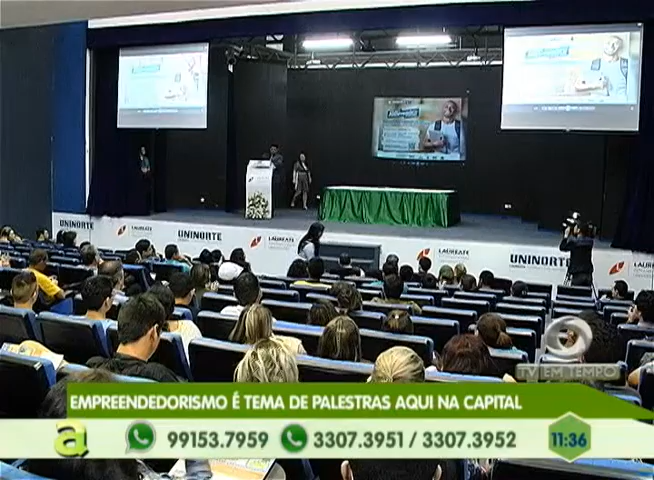 UNINORTE
LAUREATE
UNINORTE
LAUREATE
LAUREATE
UNINORTE
LAUREATE
TV EM TEMPO
EMPREENDEDORISMO É TEMA DE PALESTRAS AQUI NA CAPITAL
a 99153.7959 3307.3951 / 3307.3952 11:36